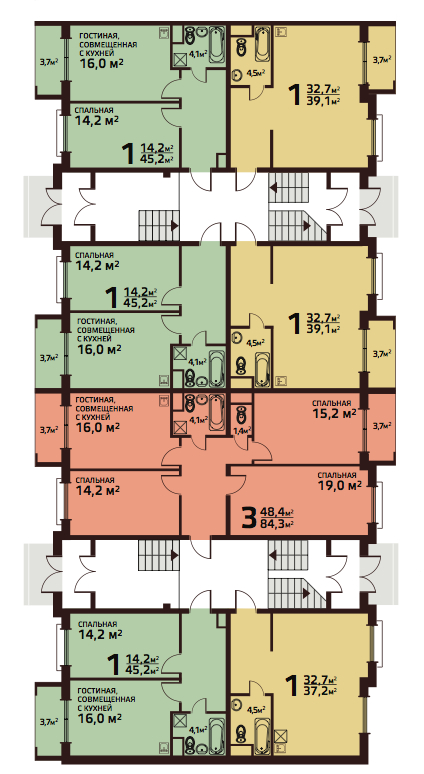 ГОСТИНАЯ,
СОВМЕЩЕННАЯ
С КУХНЕЙ
16,0 м²
3,7м²
4,1м²
СПАЛЬНАЯ
14,2 м²
1 14,2м²
45,2м²
4,5м²
1 32,7м²
39,1м²
3,7м²
СПАЛЬНАЯ
14,2 м²
1 14,2м²
45,2м²
ГОСТИНАЯ,
СОВМЕЩЕННАЯ
С КУХНЕЙ
16,0 м²
3,7м²
4,1м²
1 32,7м²
39,1м²
4,5м²
3,7м²
ГОСТИНАЯ,
СОВМЕЩЕННАЯ
С КУХНЕЙ
16,0 м²
3,7м²
4,1м²
1,4м²
СПАЛЬНАЯ
15,2 м²
3,7м²
14,2 м²
СПАЛЬНАЯ
19,0 м²
3 48,4м²
84,3м²
СПАЛЬНАЯ
14,2 м²
1 14,2м²
45,2м²
ГОСТИНАЯ,
СОВМЕЩЕННАЯ
С КУХНЕЙ
16,0 м²
3,7м²
4,1м²
1 32,7м²
37,2м²
4,5м²